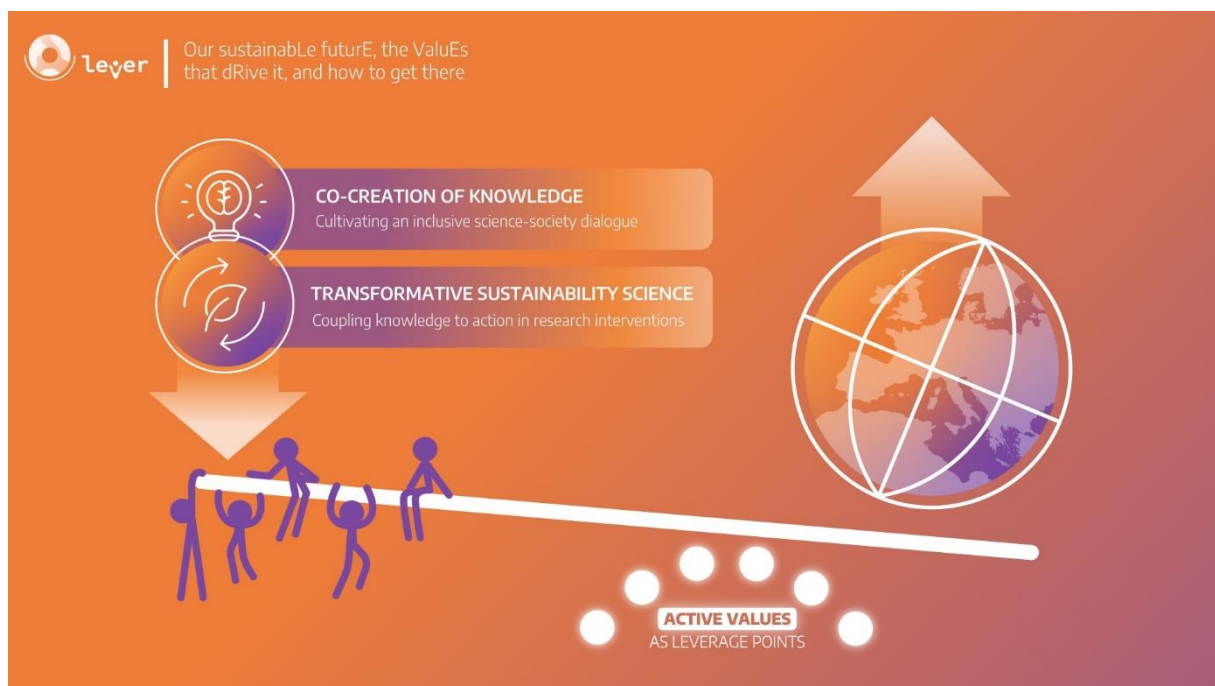 lever
Our sustainabLe futurE, the ValuEs
that dRive it, and how to get there
CO-CREATION OF KNOWLEDGE
Cultivating an inclusive science-society dialogue
TRANSFORMATIVE SUSTAINABILITY SCIENCE
Coupling knowledge to action in research interventions
ACTIVE VALUES
AS LEVERAGE POINTS